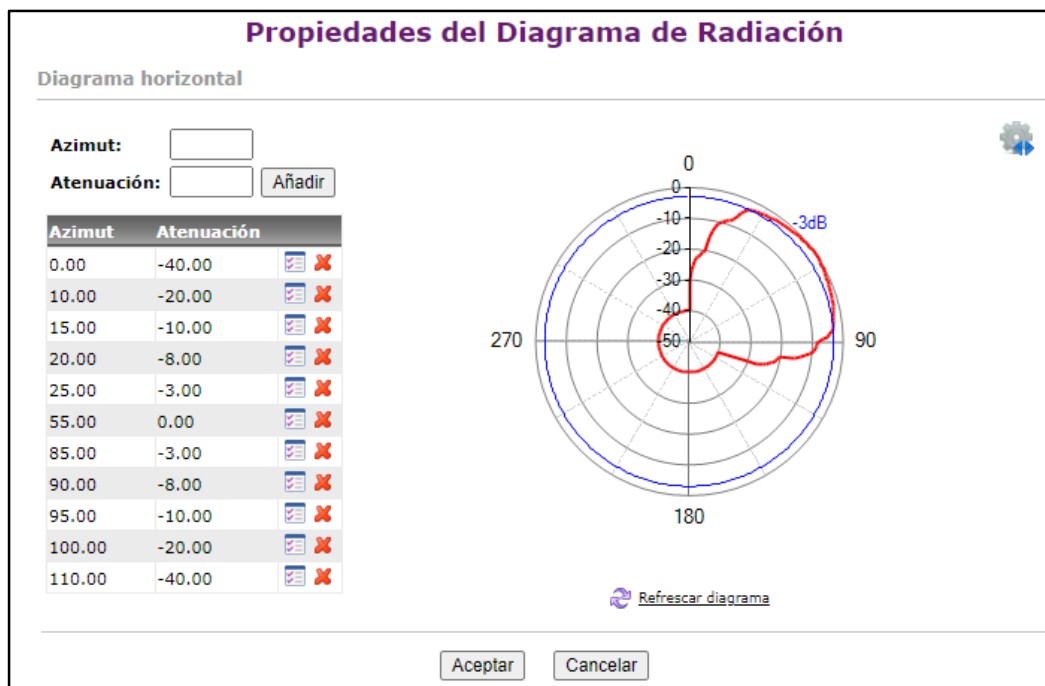 Propiedades del Diagrama de Radiación
Diagrama horizontal
Azimut:
Atenuación: Añadir
Azimut Atenuación
0.00 -40.00
10.00 -20.00
15.00 -10.00
20.00 -8.00
25.00 -3.00
55.00 0.00
85.00 -3.00
90.00 -8.00
95.00 -10.00
100.00 -20.00
110.00 -40.00
0
0
-10
-20
-30
-40
-50
-3dB
270
90
180
Refrescar diagrama
Aceptar Cancelar